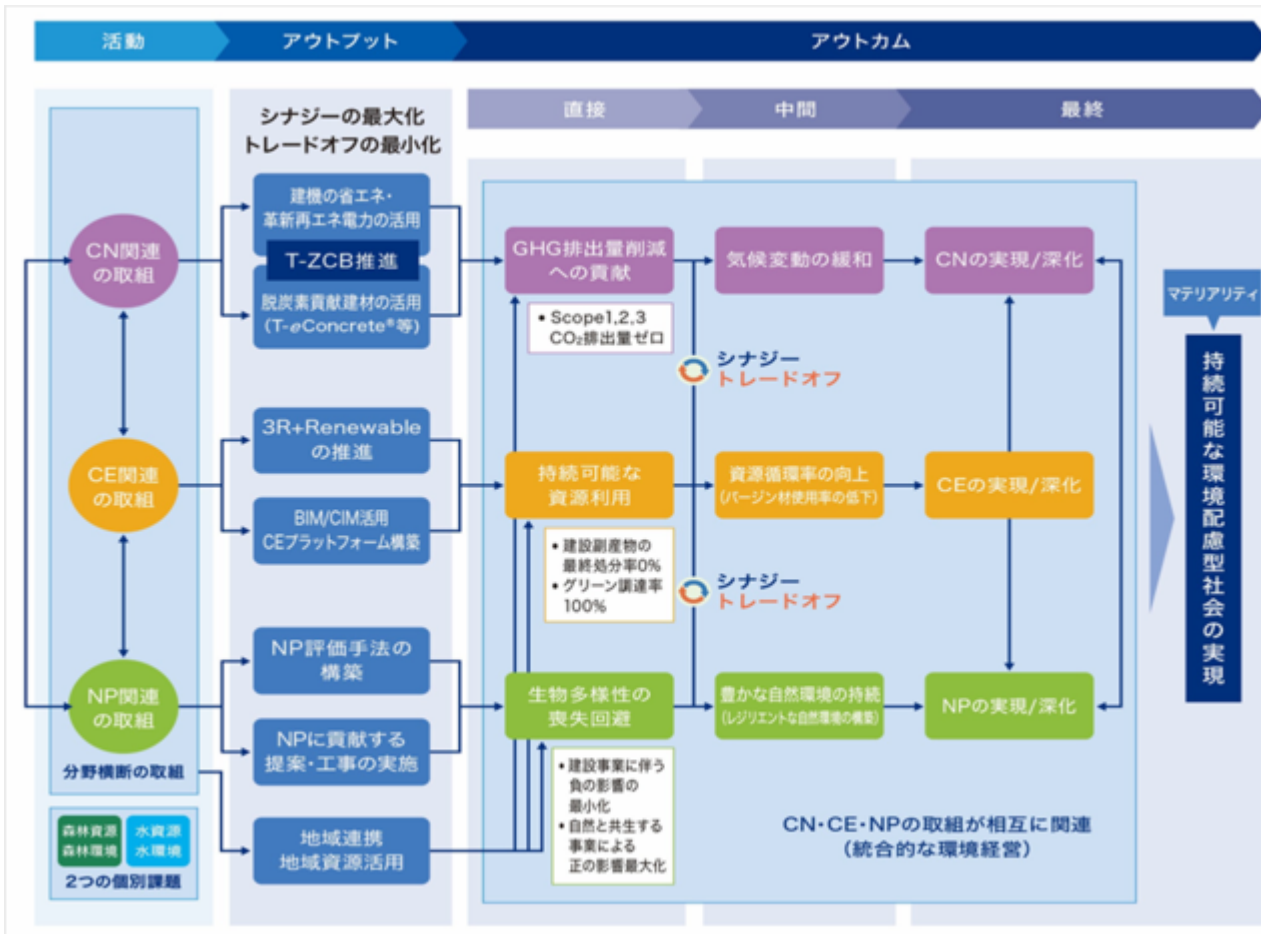 活動
アウトプット
アウトカム
シナジーの最大化
トレードオフの最小化
直接
中間
最終
CN関連
の取組
建機の省エネ・
革新再エネ電力の活用
T-ZCB推進
脱炭素貢献建材の活用
(T-eConcrete®等)
GHG排出量削減
への貢献
• Scope1,2,3
CO₂排出量ゼロ
気候変動の緩和
CNの実現/深化
シナジー
トレードオフ
CE関連
の取組
3R+Renewable
の推進
BIM/CIM活用
CEプラットフォーム構築
持続可能な
資源利用
• 建設副産物の
最終処分率0%
• グリーン調達率
100%
資源循環率の向上
(バージン材使用率の低下)
CEの実現/深化
シナジー
トレードオフ
NP関連
の取組
NP評価手法の
構築
NPに貢献する
提案・工事の実施
生物多様性の
喪失回避
• 建設事業に伴う
負の影響の
最小化
• 自然と共生する
事業による
正の影響最大化
豊かな自然環境の持続
(レジリエントな自然環境の構築)
NPの実現/深化
分野横断の取組
地域連携
地域資源活用
森林資源
森林環境
水資源
水環境
2つの個別課題
CN・CE・NPの取組が相互に関連
(統合的な環境経営)
マテリアリティ
持続可能な環境配慮型社会の実現